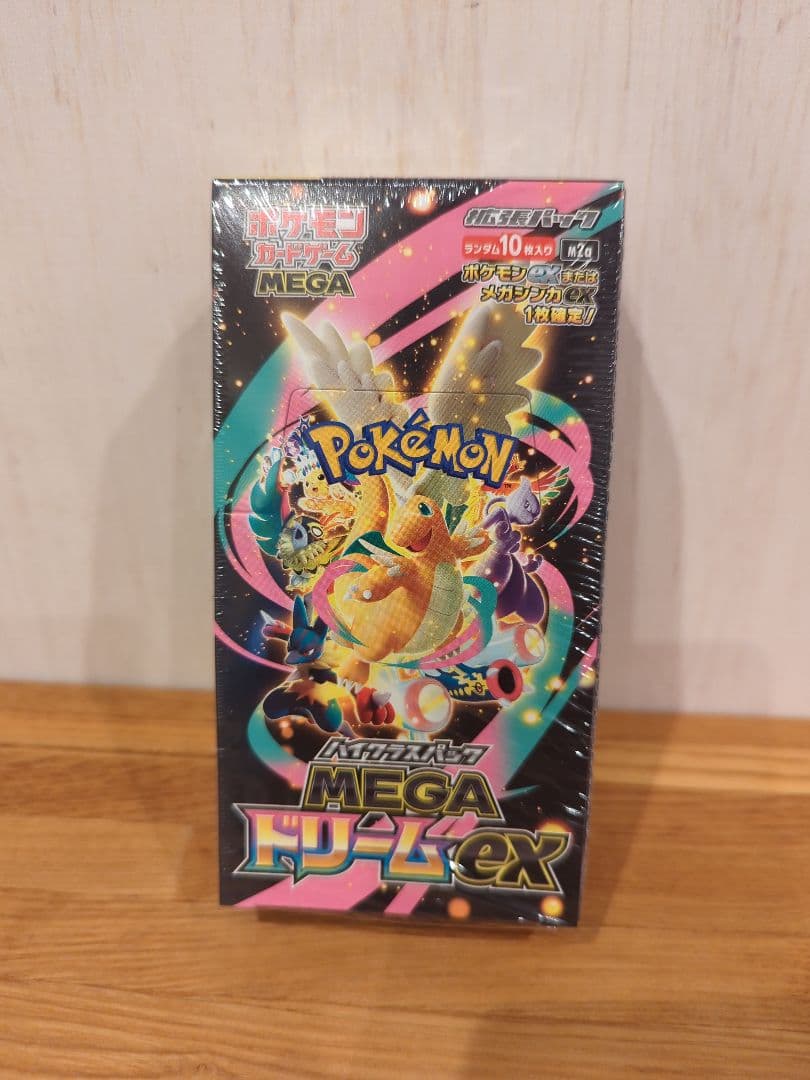 ポケモン
カードゲーム
MEGA
拡張パック
ランダム10枚入り
M2a
ポケモンexまたは
メガシンカex
1枚確定!
POKéMON
TM
ハイクラスパック
MEGA
ドリームex